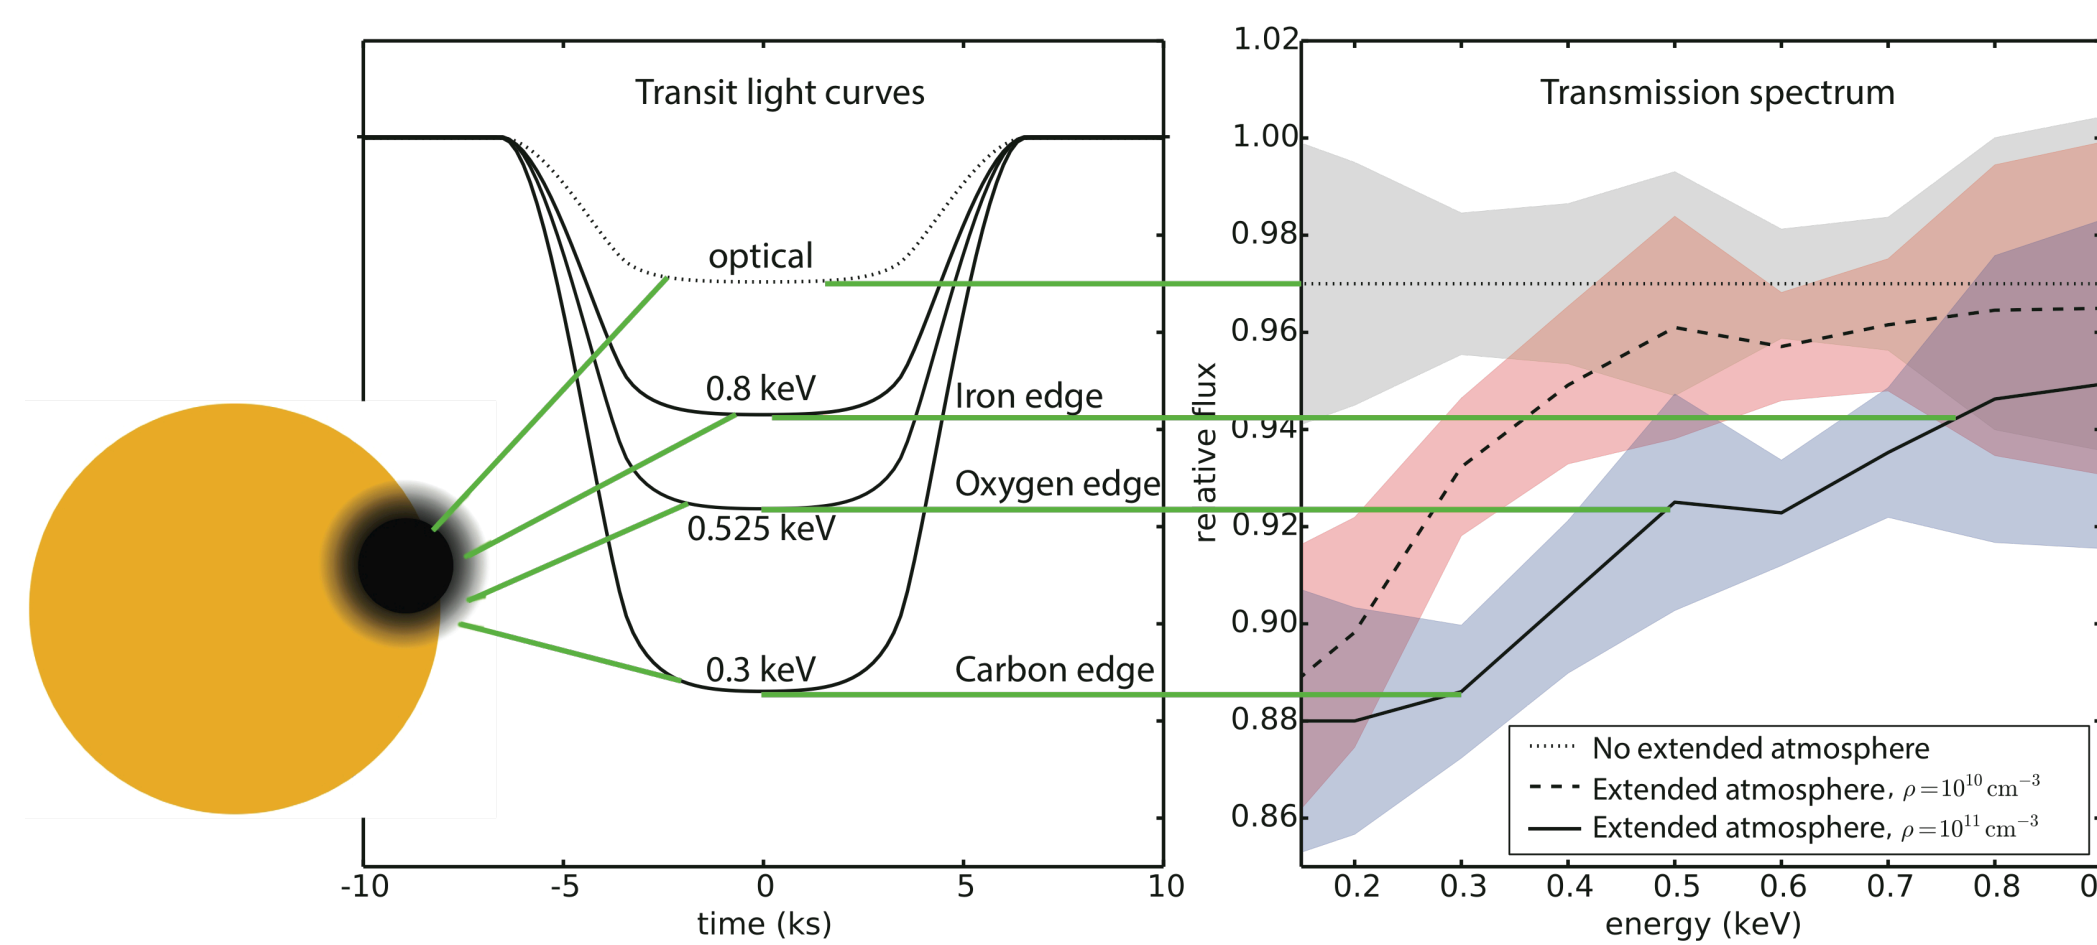 Transit light curves
optical
0.8 keV
0.525 keV
0.3 keV
Iron edge
Oxygen edge
Carbon edge
-10
-5
0
5
10
time (ks)
Transmission spectrum
1.02
1.00
0.98
0.96
0.94
0.92
0.90
0.88
0.86
relative flux
No extended atmosphere
Extended atmosphere, ρ=10¹⁰ cm⁻³
Extended atmosphere, ρ=10¹¹ cm⁻³
0.2
0.3
0.4
0.5
0.6
0.7
0.8
energy (keV)